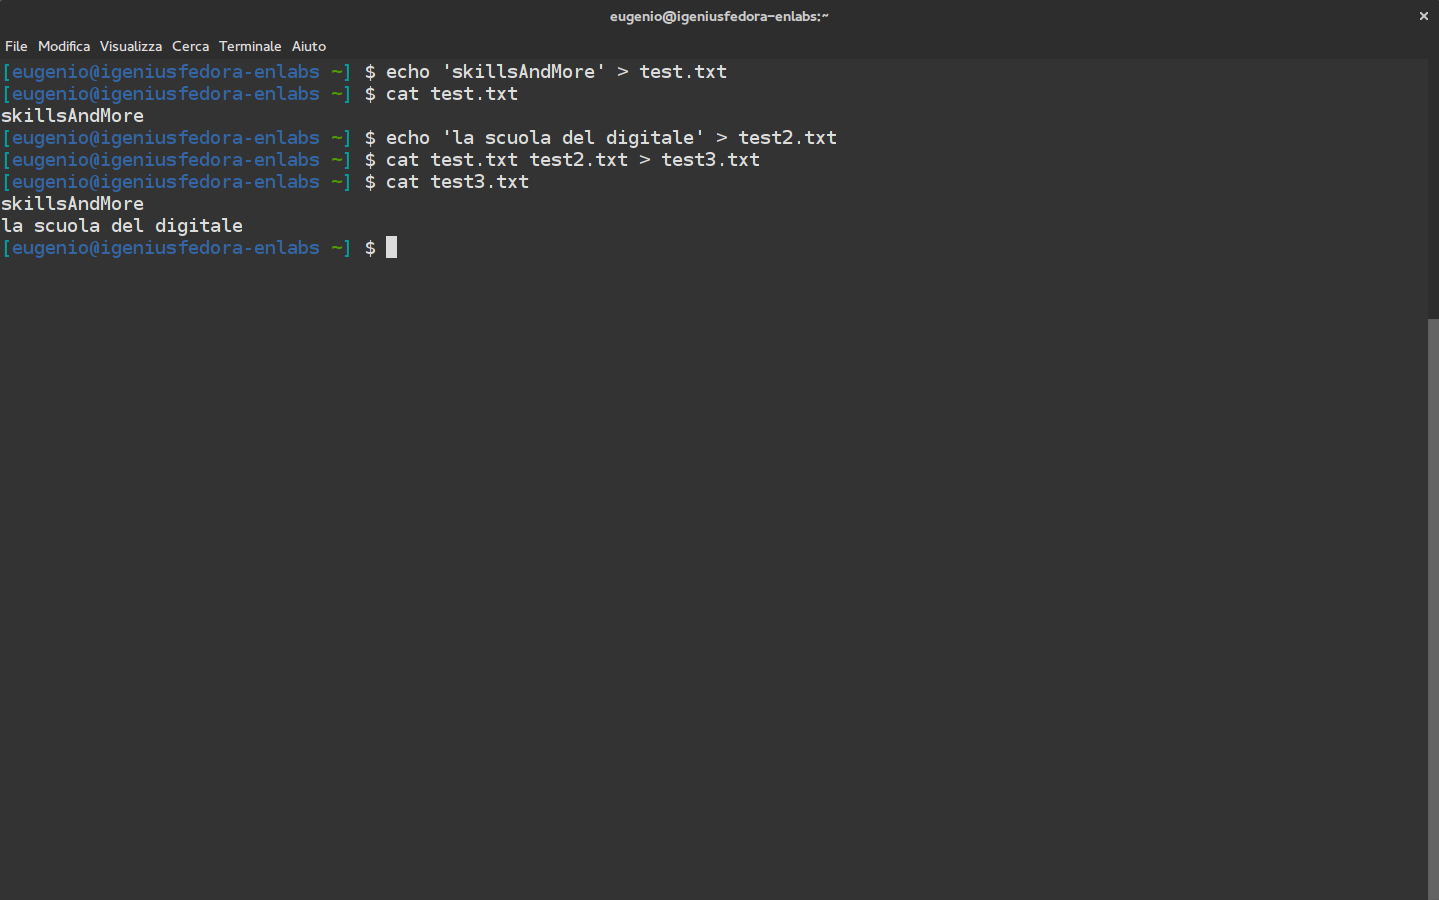 eugenio@igeniusfedora-enlabs:~
File Modifica Visualizza Cerca Terminale Aiuto
[eugenio@igeniusfedora-enlabs ~] $ echo 'skillsAndMore' > test.txt
[eugenio@igeniusfedora-enlabs ~] $ cat test.txt
skillsAndMore
[eugenio@igeniusfedora-enlabs ~] $ echo 'la scuola del digitale' > test2.txt
[eugenio@igeniusfedora-enlabs ~] $ cat test.txt test2.txt > test3.txt
[eugenio@igeniusfedora-enlabs ~] $ cat test3.txt
skillsAndMore
la scuola del digitale
[eugenio@igeniusfedora-enlabs ~] $